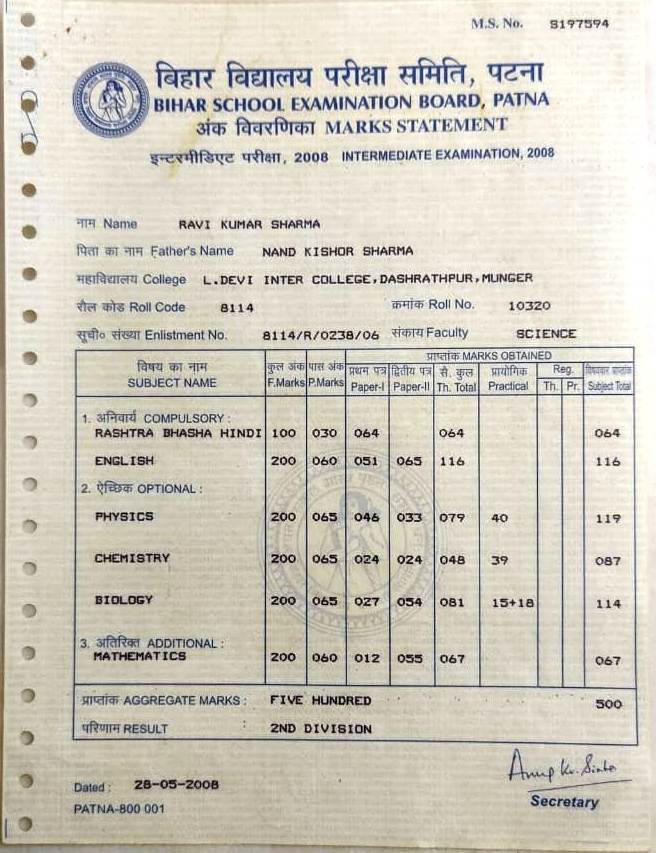 M.S. No. S197594
बिहार विद्यालय परीक्षा समिति, पटना
BIHAR SCHOOL EXAMINATION BOARD, PATNA
अंक विवरणिका MARKS STATEMENT
इन्टरमीडिएट परीक्षा, 2008 INTERMEDIATE EXAMINATION, 2008
नाम Name RAVI KUMAR SHARMA
पिता का नाम Father's Name NAND KISHOR SHARMA
महाविद्यालय College L.DEVI INTER COLLEGE,DASHRATHPUR,MUNGER
रौल कोड Roll Code 8114 क्रमांक Roll No. 10320
सूची० संख्या Enlistment No. 8114/R/0238/06 संकाय Faculty SCIENCE
प्राप्तांक MARKS OBTAINED
विषय का नाम कुल अंक पास अंक प्रथम पत्र द्वितीय पत्र सै. कुल प्रायोगिक Reg.
SUBJECT NAME F.Marks P.Marks Paper-I Paper-II Th. Total Practical Th. Pr. Subject Total
1. अनिवार्य COMPULSORY :
RASHTRA BHASHA HINDI 100 030 064 064 064
ENGLISH 200 060 051 065 116 116
2. ऐच्छिक OPTIONAL :
PHYSICS 200 065 046 033 079 40 119
CHEMISTRY 200 065 024 024 048 39 087
BIOLOGY 200 065 027 054 081 15+18 114
3. अतिरिक्त ADDITIONAL :
MATHEMATICS 200 060 012 055 067 067
प्राप्तांक AGGREGATE MARKS : FIVE HUNDRED 500
परिणाम RESULT : 2ND DIVISION
Dated : 28-05-2008
PATNA-800 001
Anup Kr. Sinha
Secretary